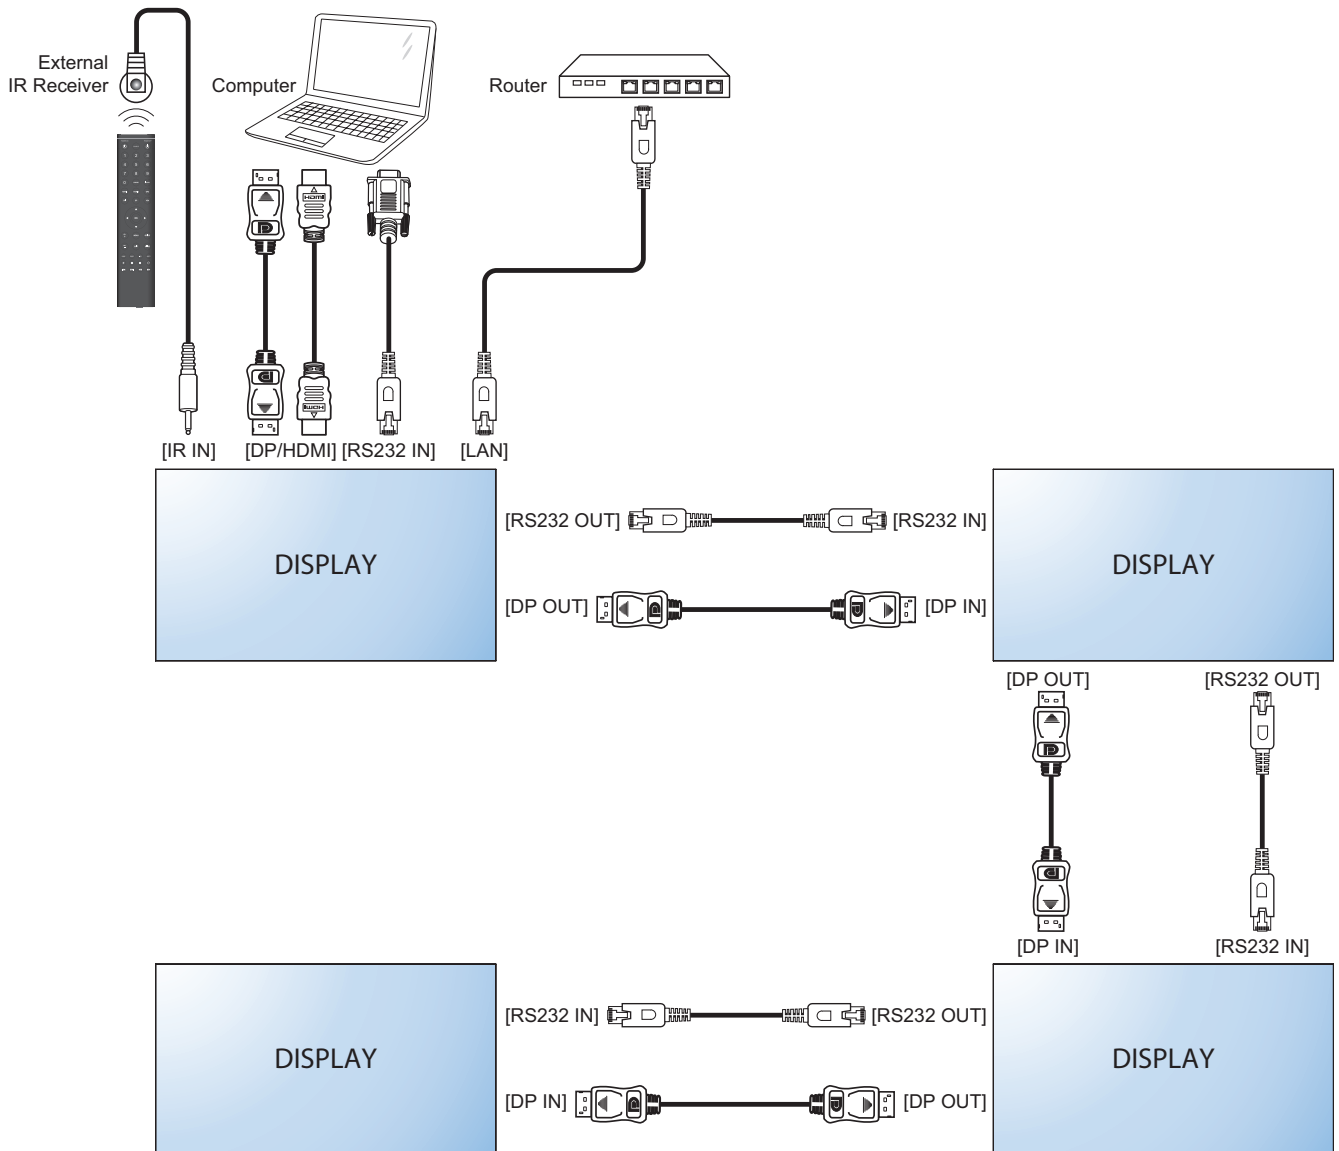 External
IR Receiver
Computer
Router
HDMI
HDMI
[IR IN]
[DP/HDMI]
[RS232 IN]
[LAN]
DISPLAY
[RS232 OUT]
[RS232 IN]
[DP OUT]
[DP IN]
DISPLAY
[DP OUT]
[RS232 OUT]
[DP IN]
[RS232 IN]
DISPLAY
[RS232 IN]
[RS232 OUT]
[DP IN]
[DP OUT]
DISPLAY